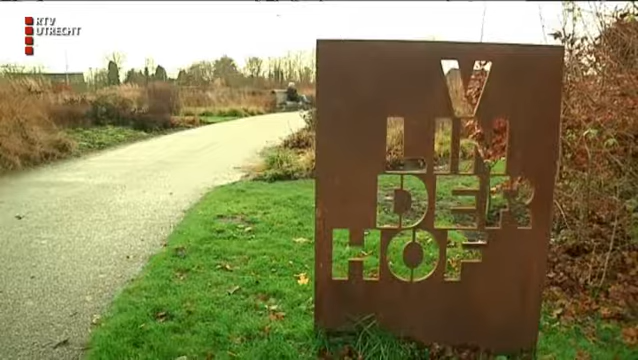 RTV
UTRECHT
V
LIN
DER
HOF